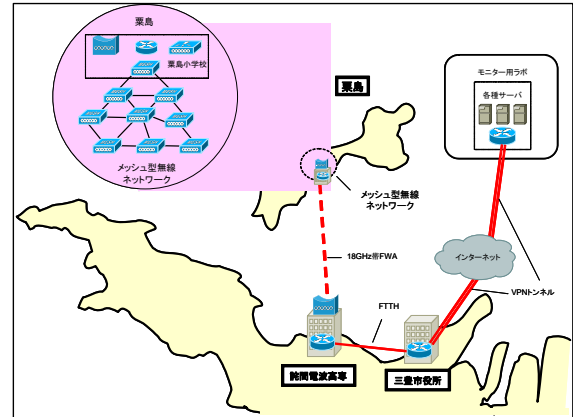 粟島
粟島小学校
メッシュ型無線
ネットワーク
粟島
メッシュ型無線
ネットワーク
モニター用ラボ
各種サーバ
インターネット
18GHz帯FWA
VPNトンネル
FTTH
詫間電波高専
三豊市役所